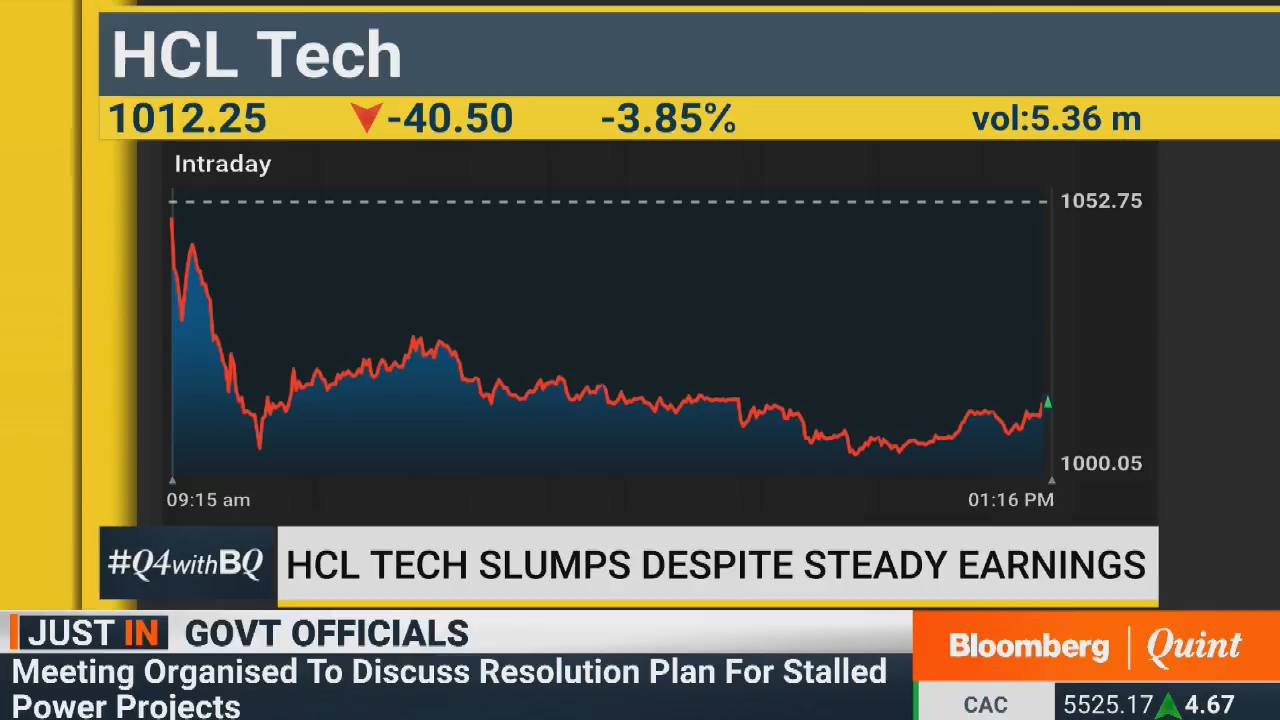 HCL Tech
1012.25 -40.50 -3.85% vol:5.36 m
Intraday
1052.75
1000.05
09:15 am 01:16 PM
#Q4withBQ HCL TECH SLUMPS DESPITE STEADY EARNINGS
JUST IN GOVT OFFICIALS
Meeting Organised To Discuss Resolution Plan For Stalled
Power Projects
Bloomberg | Quint
CAC 5525.17 4.67